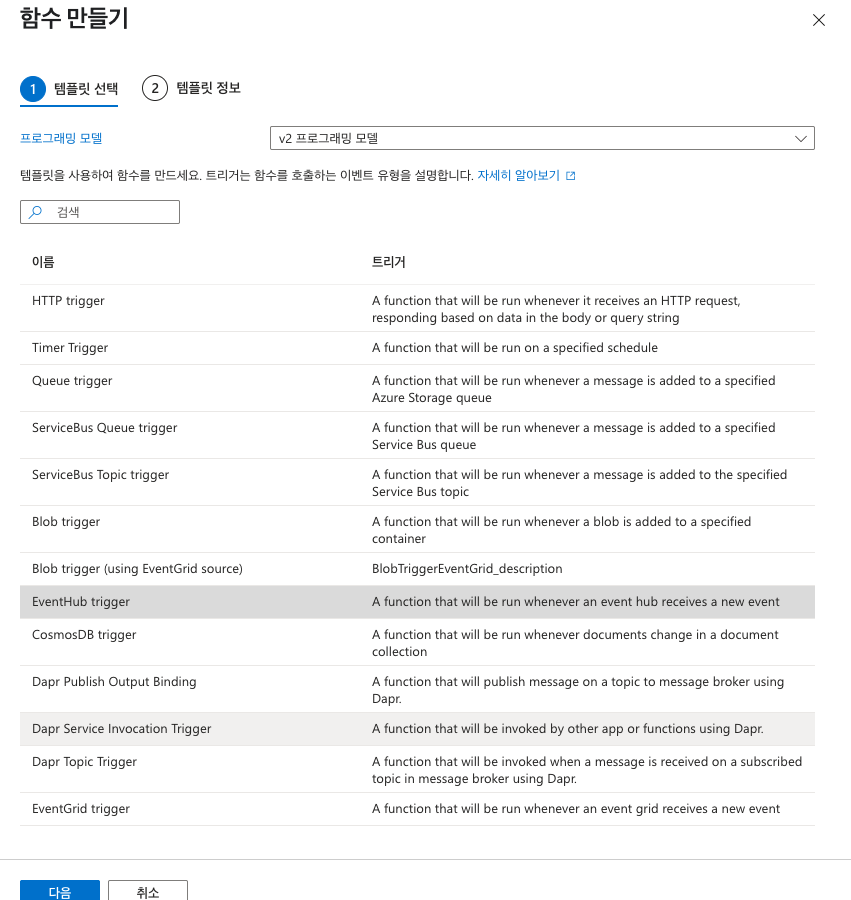 함수 만들기
1 템플릿 선택 2 템플릿 정보
프로그래밍 모델 v2 프로그래밍 모델
템플릿을 사용하여 함수를 만드세요. 트리거는 함수를 호출하는 이벤트 유형을 설명합니다. 자세히 알아보기
검색
이름 트리거
HTTP trigger A function that will be run whenever it receives an HTTP request,
responding based on data in the body or query string
Timer Trigger A function that will be run on a specified schedule
Queue trigger A function that will be run whenever a message is added to a specified
Azure Storage queue
ServiceBus Queue trigger A function that will be run whenever a message is added to a specified
Service Bus queue
ServiceBus Topic trigger A function that will be run whenever a message is added to the specified
Service Bus topic
Blob trigger A function that will be run whenever a blob is added to a specified
container
Blob trigger (using EventGrid source) BlobTriggerEventGrid_description
EventHub trigger A function that will be run whenever an event hub receives a new event
CosmosDB trigger A function that will be run whenever documents change in a document
collection
Dapr Publish Output Binding A function that will publish message on a topic to message broker using
Dapr.
Dapr Service Invocation Trigger A function that will be invoked by other app or functions using Dapr.
Dapr Topic Trigger A function that will be invoked when a message is received on a subscribed
topic in message broker using Dapr.
EventGrid trigger A function that will be run whenever an event grid receives a new event
다음 취소